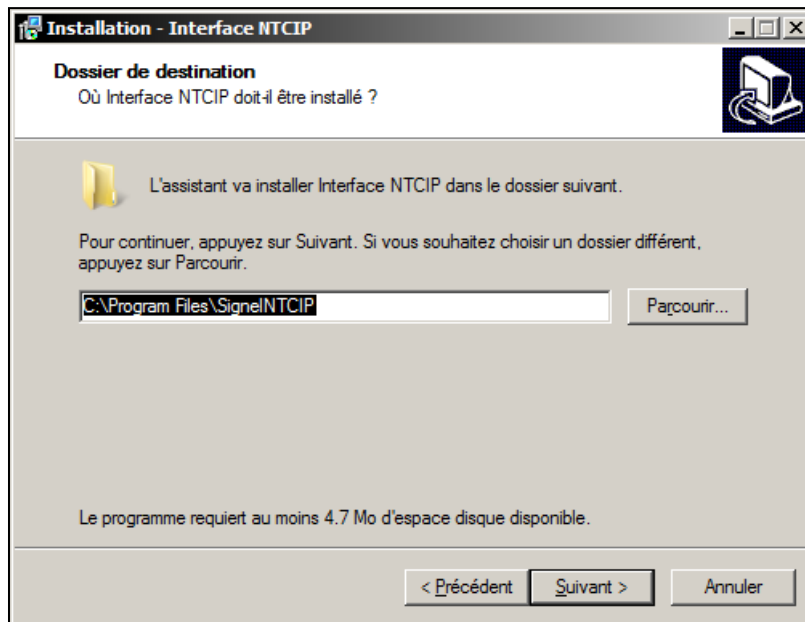 Installation - Interface NTCIP
Dossier de destination
Où Interface NTCIP doit-il être installé ?
L'assistant va installer Interface NTCIP dans le dossier suivant.
Pour continuer, appuyez sur Suivant. Si vous souhaitez choisir un dossier différent,
appuyez sur Parcourir.
C:\Program Files\SignelNTCIP
Parcourir...
Le programme requiert au moins 4.7 Mo d'espace disque disponible.
< Précédent
Suivant >
Annuler